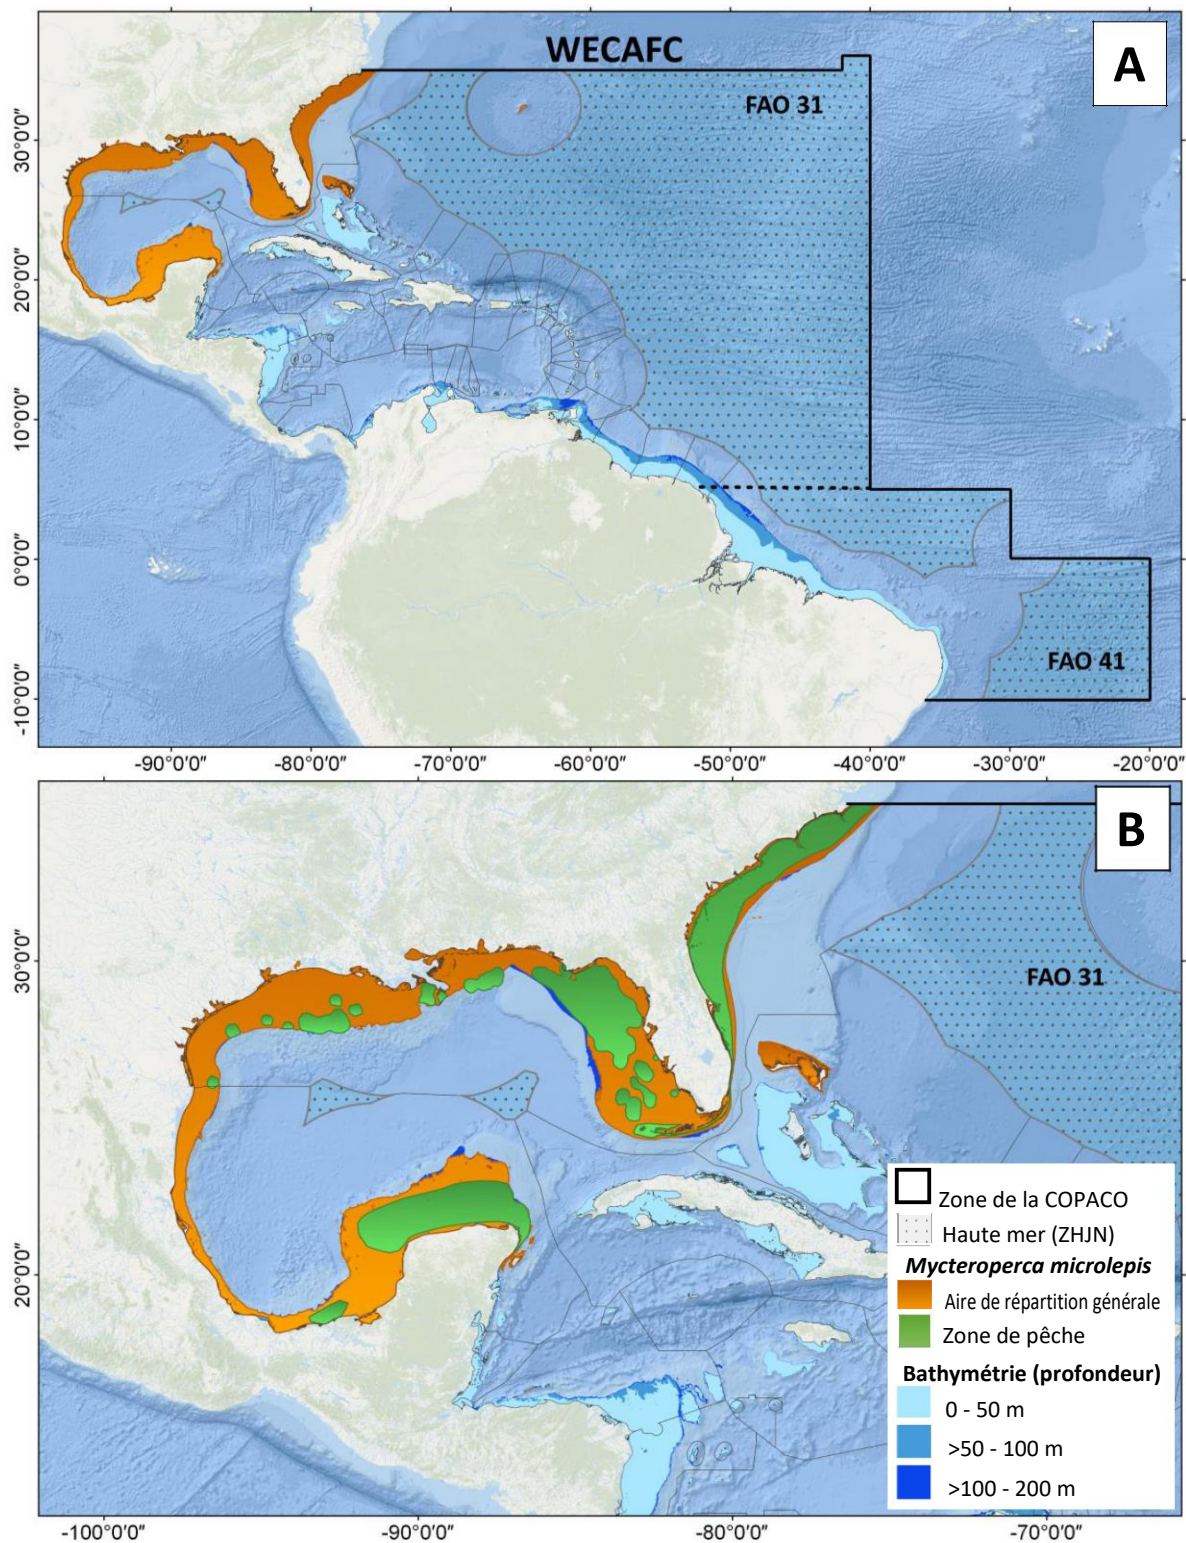 WECAFC
A
FAO 31
30°0'0"
20°0'0"
10°0'0"
0°0'0"
-10°0'0"
FAO 41
-90°0'0"
-80°0'0"
-70°0'0"
-60°0'0"
-50°0'0"
-40°0'0"
-30°0'0"
-20°0'0"
B
30°0'0"
FAO 31
20°0'0"
Zone de la COPACO
Haute mer (ZHJN)
Mycteroperca microlepis
Aire de répartition générale
Zone de pêche
Bathymétrie (profondeur)
0 - 50 m
>50 - 100 m
>100 - 200 m
-100°0'0"
-90°0'0"
-80°0'0"
-70°0'0"